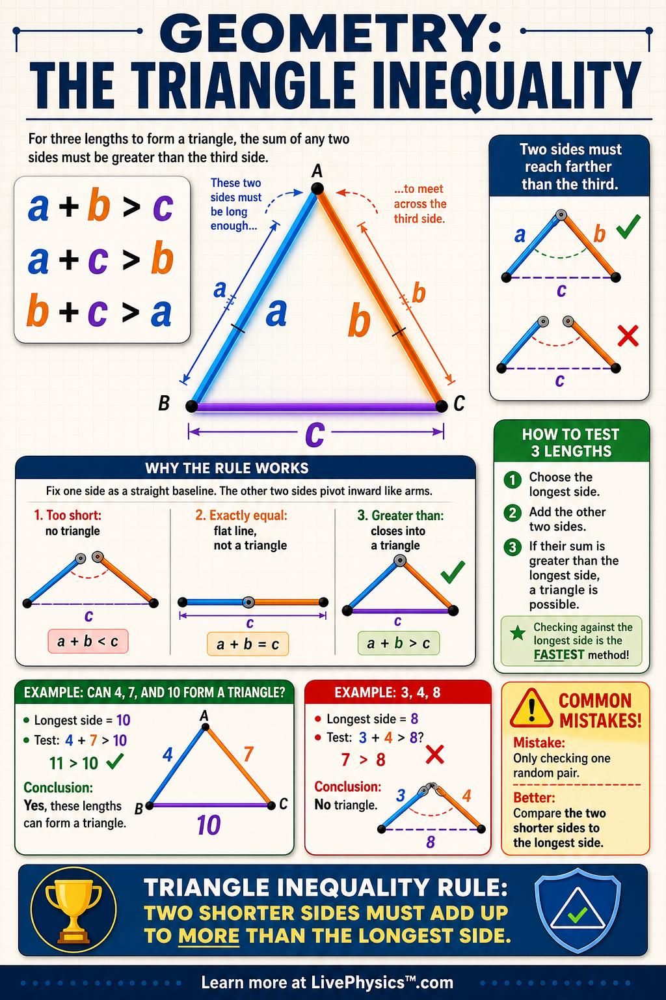 GEOMETRY:
THE TRIANGLE INEQUALITY
For three lengths to form a triangle, the sum of any two
sides must be greater than the third side.
a + b > c
a + c > b
b + c > a
These two
sides must
be long
enough...
...to meet
across the
third side.
A
a
a
b
b
B
C
c
Two sides must
reach farther
than the third.
a
b
c
c
WHY THE RULE WORKS
Fix one side as a straight baseline. The other two sides pivot inward like arms.
1. Too short:
no triangle
c
a + b < c
2. Exactly equal:
flat line,
not a triangle
c
a + b = c
3. Greater than:
closes into
a triangle
c
a + b > c
HOW TO TEST
3 LENGTHS
1 Choose the
longest side.
2 Add the other
two sides.
3 If their sum is
greater than the
longest side,
a triangle is
possible.
Checking against the
longest side is the
FASTEST method!
EXAMPLE: CAN 4, 7, AND 10 FORM A TRIANGLE?
• Longest side = 10
• Test: 4 + 7 > 10
11 > 10 ✓
Conclusion:
Yes, these lengths
can form a triangle.
A
4
7
B
C
10
EXAMPLE: 3, 4, 8
• Longest side = 8
• Test: 3 + 4 > 8?
7 > 8
Conclusion:
No triangle.
3
4
8
COMMON
MISTAKES!
Mistake:
Only checking one
random pair.
Better:
Compare the two
shorter sides to
the longest side.
TRIANGLE INEQUALITY RULE:
TWO SHORTER SIDES MUST ADD UP
TO MORE THAN THE LONGEST SIDE.
Learn more at LivePhysics™.com